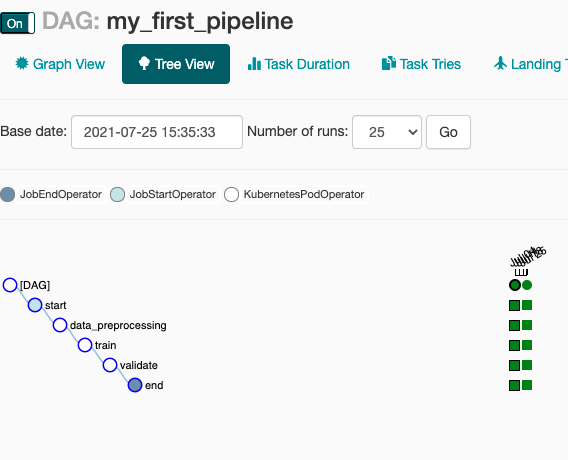 On DAG: my_first_pipeline
Graph View Tree View Task Duration Task Tries Landing T
Base date: 2021-07-25 15:35:33 Number of runs: 25 Go
JobEndOperator JobStartOperator KubernetesPodOperator
[DAG]
start
data_preprocessing
train
validate
end